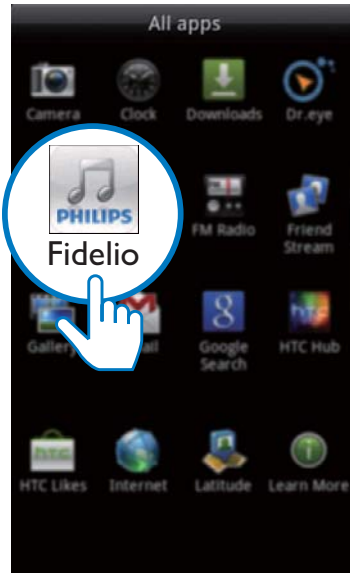 All apps
Camera Clock Downloads Dr.eye
PHILIPS
Fidelio
FM Radio Friend
Stream
Gallery ail Google
Search HTC Hub
hTC
HTC Likes Internet Latitude Learn More